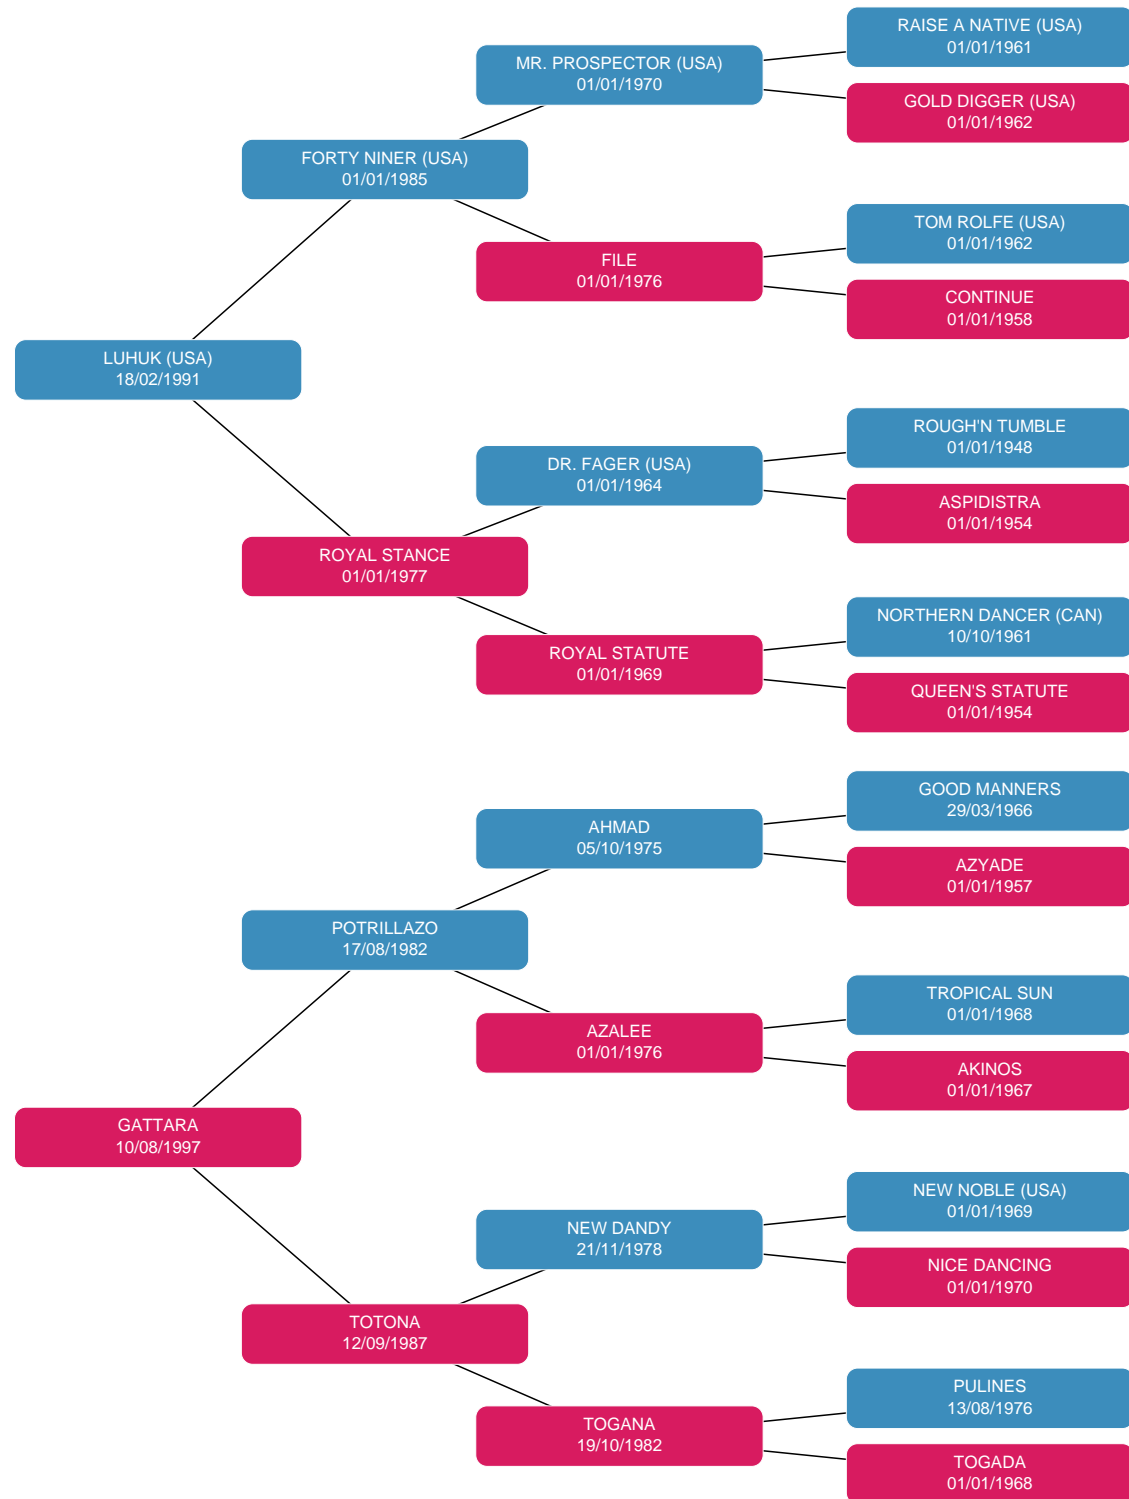 RAISE A NATIVE (USA)
01/01/1961
MR. PROSPECTOR (USA)
01/01/1970
GOLD DIGGER (USA)
01/01/1962
FORTY NINER (USA)
01/01/1985
TOM ROLFE (USA)
01/01/1962
FILE
01/01/1976
CONTINUE
01/01/1958
LUHUK (USA)
18/02/1991
ROUGH'N TUMBLE
01/01/1948
DR. FAGER (USA)
01/01/1964
ASPIDISTRA
01/01/1954
ROYAL STANCE
01/01/1977
NORTHERN DANCER (CAN)
10/10/1961
ROYAL STATUTE
01/01/1969
QUEEN'S STATUTE
01/01/1954
GOOD MANNERS
29/03/1966
AHMAD
05/10/1975
AZYADE
01/01/1957
POTRILLAZO
17/08/1982
TROPICAL SUN
01/01/1968
AZALEE
01/01/1976
AKINOS
01/01/1967
GATTARA
10/08/1997
NEW NOBLE (USA)
01/01/1969
NEW DANDY
21/11/1978
NICE DANCING
01/01/1970
TOTONA
12/09/1987
PULINES
13/08/1976
TOGANA
19/10/1982
TOGADA
01/01/1968